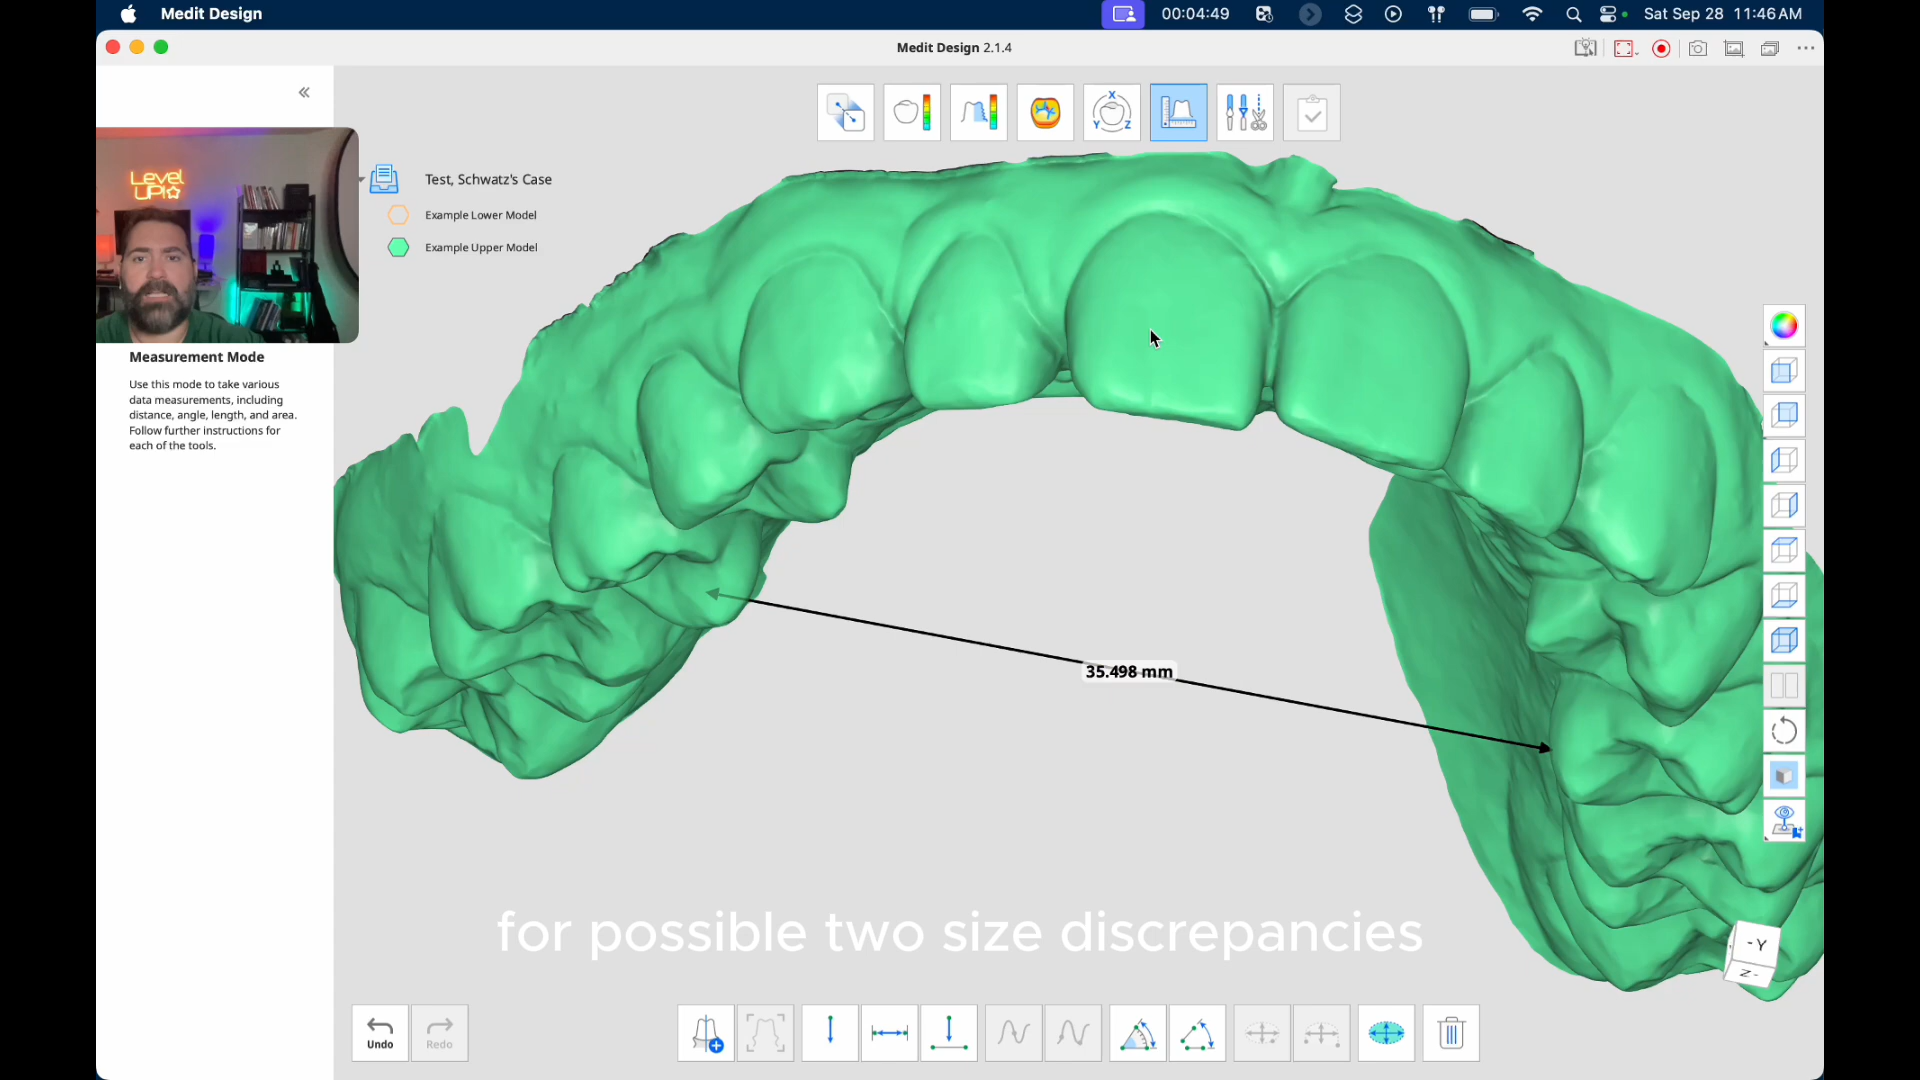 Medit Design
00:04:49
Sat Sep 28 11:46 AM
Medit Design 2.1.4
Level
UP!
Test, Schwatz's Case
Example Lower Model
Example Upper Model
X
Y Z
Measurement Mode
Use this mode to take various
data measurements, including
distance, angle, length, and area.
Follow further instructions for
each of the tools.
35.498 mm
for possible two size discrepancies
-Y
Z-
Undo
Redo